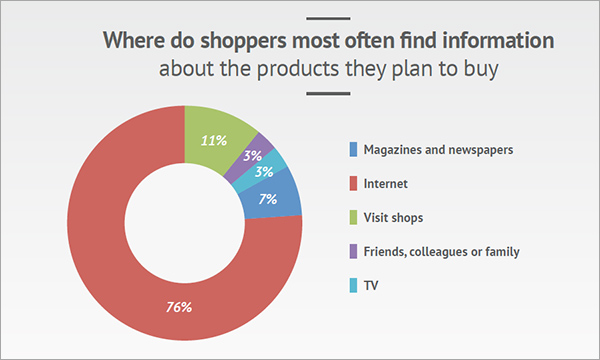 Where do shoppers most often find information
about the products they plan to buy
11%
3%
3%
7%
76%
Magazines and newspapers
Internet
Visit shops
Friends, colleagues or family
TV